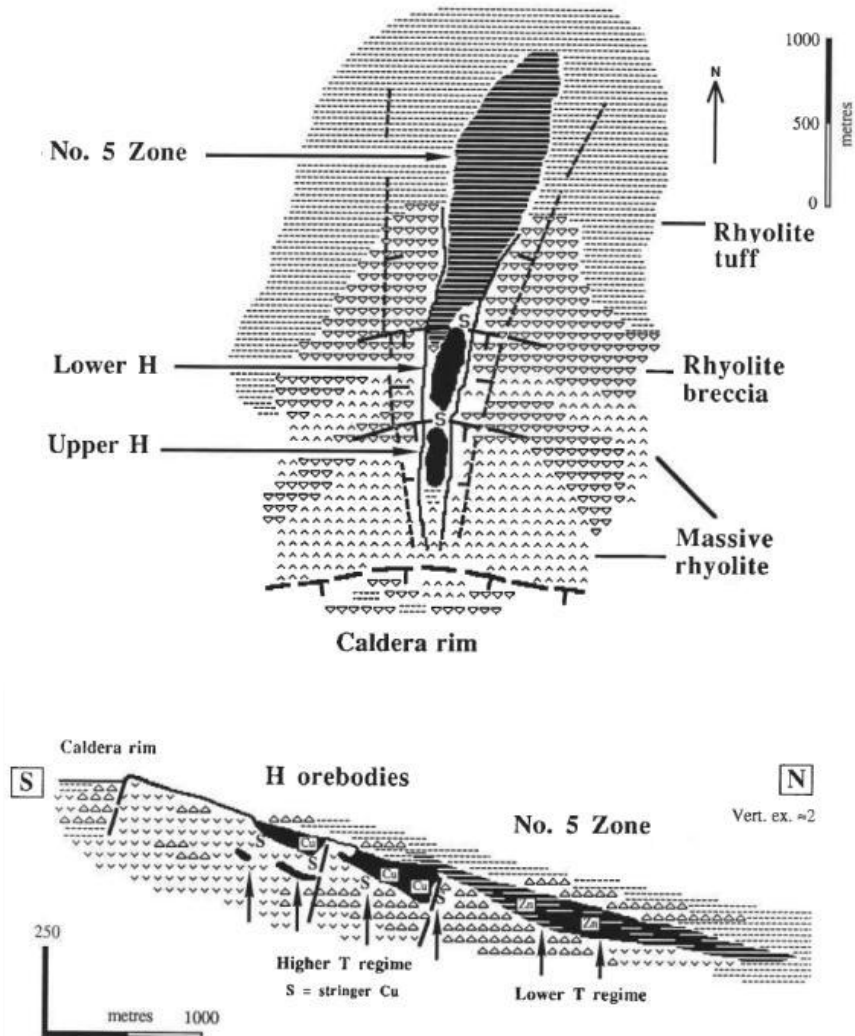 1000
N
500
metres
0
No. 5 Zone
Rhyolite
tuff
S
Lower H
Rhyolite
breccia
S
Upper H
Massive
rhyolite
Caldera rim
Caldera rim
S
H orebodies
N
No. 5 Zone
Vert. ex. ≈2
S
Cu
S
S
Cu
Cu
S
Zn
Zn
250
Higher T regime
S = stringer Cu
Lower T regime
metres 1000